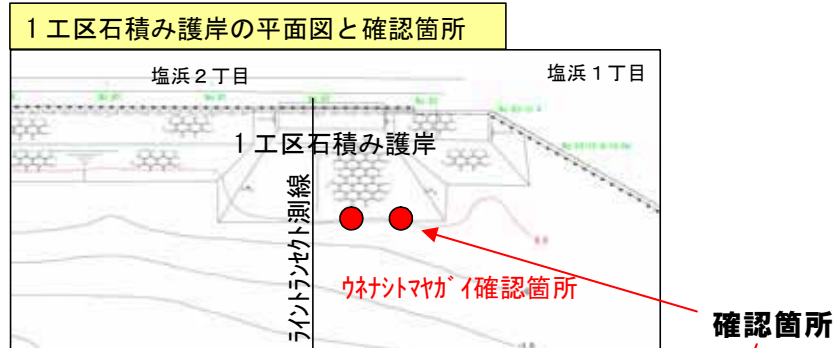 1工区石積み護岸の平面図と確認箇所
塩浜2丁目
塩浜1丁目
1工区石積み護岸
ライントランセクト測線
ウネナシトマヤガイ確認箇所
確認箇所